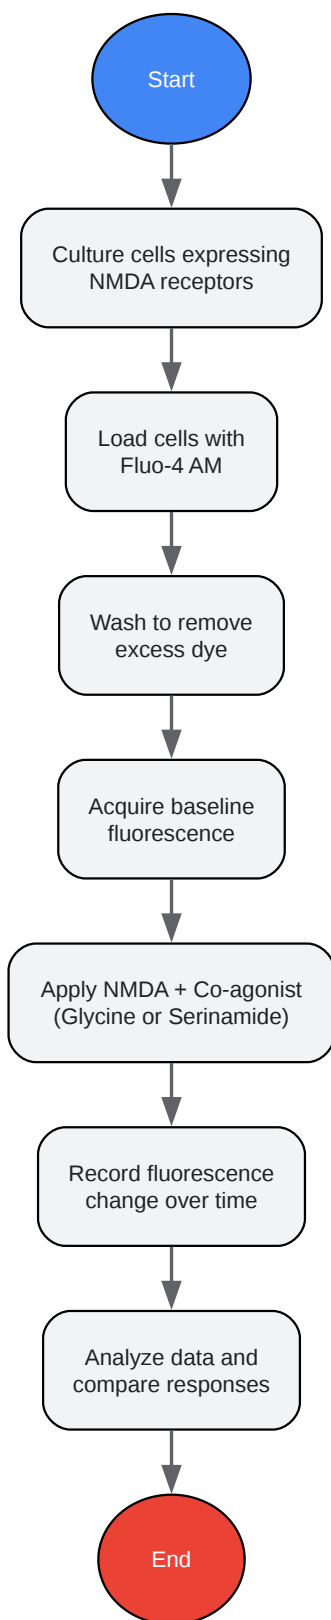 Start
Culture cells expressing
NMDA receptors
Load cells with
Fluo-4 AM
Wash to remove
excess dye
Acquire baseline
fluorescence
Apply NMDA + Co-agonist
(Glycine or Serinamide)
Record fluorescence
change over time
Analyze data and
compare responses
End